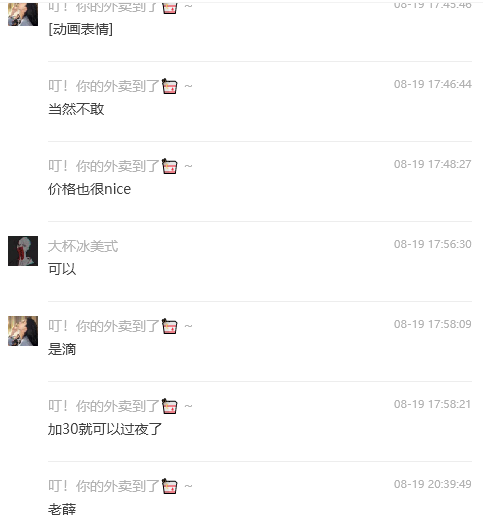 叮！你的外卖到了 ~
08-19 17:45:46
[动画表情]
叮！你的外卖到了 ~
08-19 17:46:44
当然不敢
叮！你的外卖到了 ~
08-19 17:48:27
价格也很nice
大杯冰美式
08-19 17:56:30
可以
叮！你的外卖到了 ~
08-19 17:58:09
是滴
叮！你的外卖到了 ~
08-19 17:58:21
加30就可以过夜了
叮！你的外卖到了 ~
08-19 20:39:49
老薛